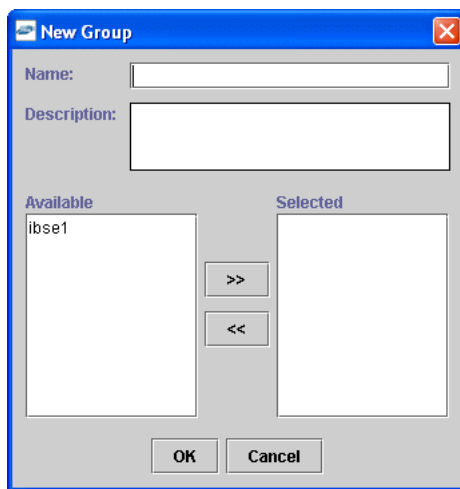 New Group
Name:
Description:
Available
Selected
ibse1
>>
<<
OK
Cancel